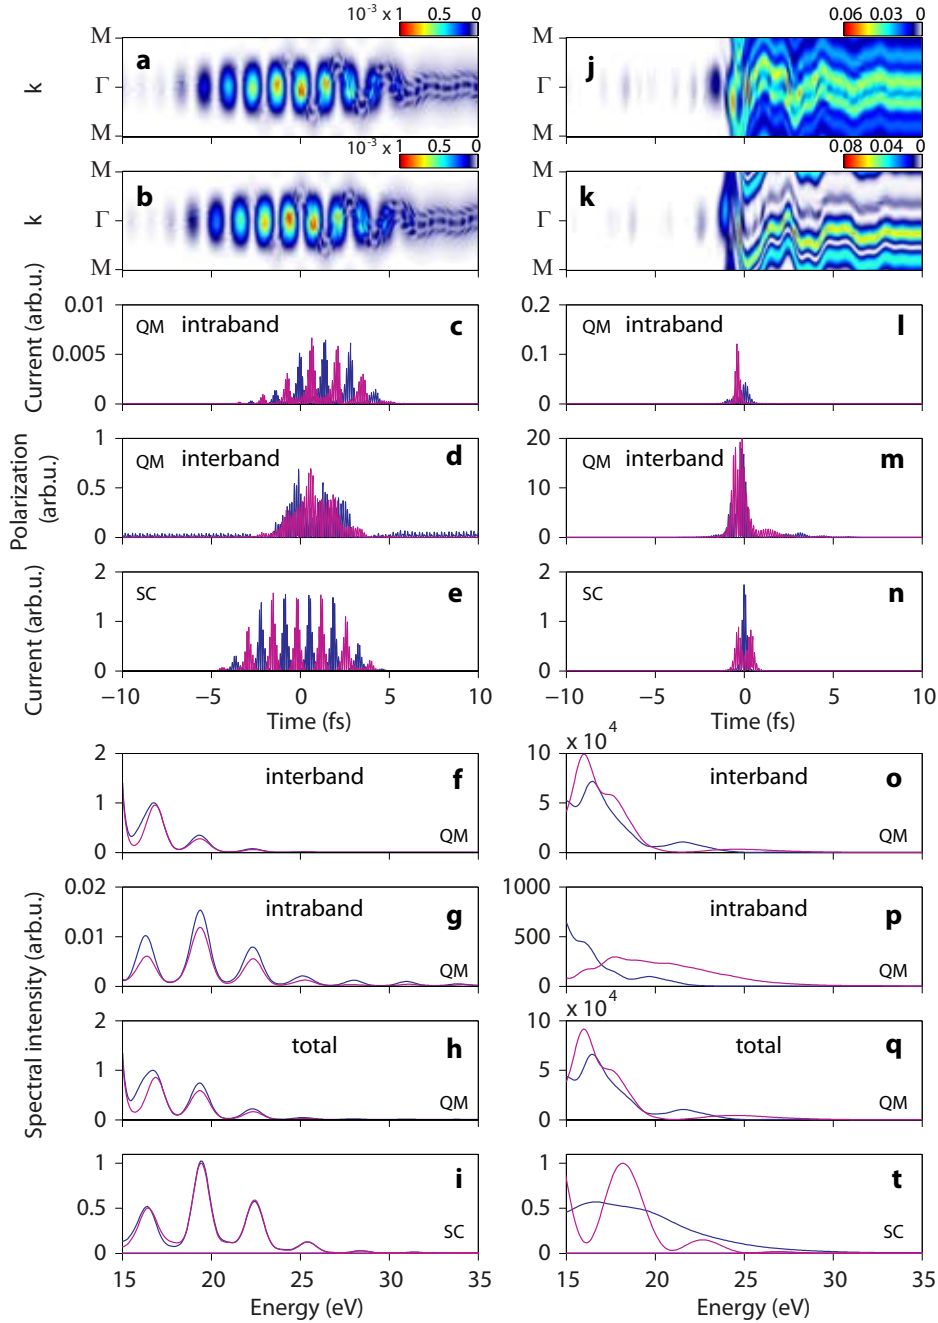 10⁻³ x 1 0.5 0
0.06 0.03 0
M a
k Γ
M
j
10⁻³ x 1 0.5 0
0.08 0.04 0
M b
k Γ
M
k
Current (arb.u.)
0.01 QM intraband c
0.005
0
0.2 QM intraband l
0.1
0
Polarization
(arb.u.)
1 QM interband d
0.5
0
20 QM interband m
10
0
Current (arb.u.)
2 SC e
1
0
2 SC n
1
0
−10 −5 0 5 10
Time (fs)
−10 −5 0 5 10
Time (fs)
Spectral intensity (arb.u.)
2 interband f
1 QM
0
x 10⁴
10 interband o
5 QM
0
0.02 intraband g
0.01 QM
0
1000 intraband p
500 QM
0
2 total h
1 QM
0
x 10⁴
10 total q
5 QM
0
1 i
0.5 SC
0
1 t
0.5 SC
0
15 20 25 30 35
Energy (eV)
15 20 25 30 35
Energy (eV)